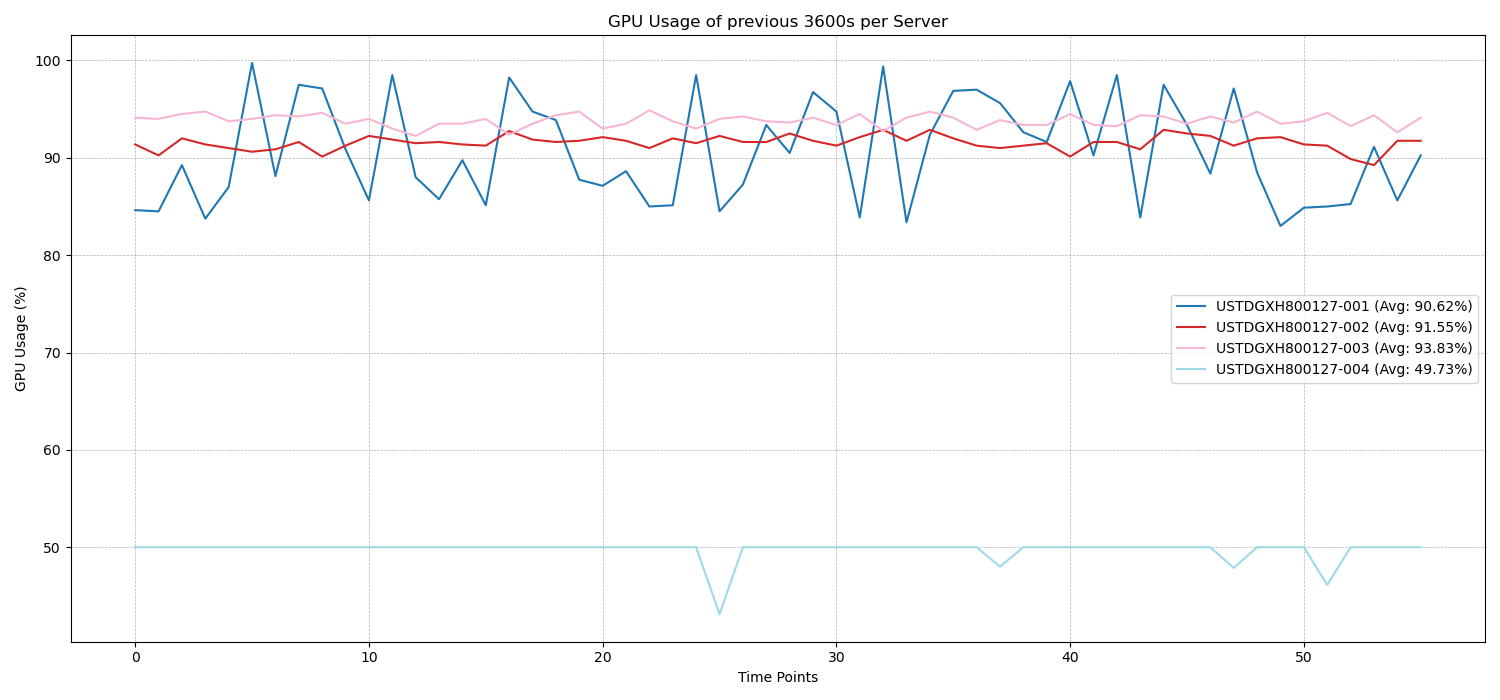 GPU Usage of previous 3600s per Server
GPU Usage (%)
100
90
80
70
60
50
USTDGXH800127-001 (Avg: 90.62%)
USTDGXH800127-002 (Avg: 91.55%)
USTDGXH800127-003 (Avg: 93.83%)
USTDGXH800127-004 (Avg: 49.73%)
0 10 20 30 40 50
Time Points